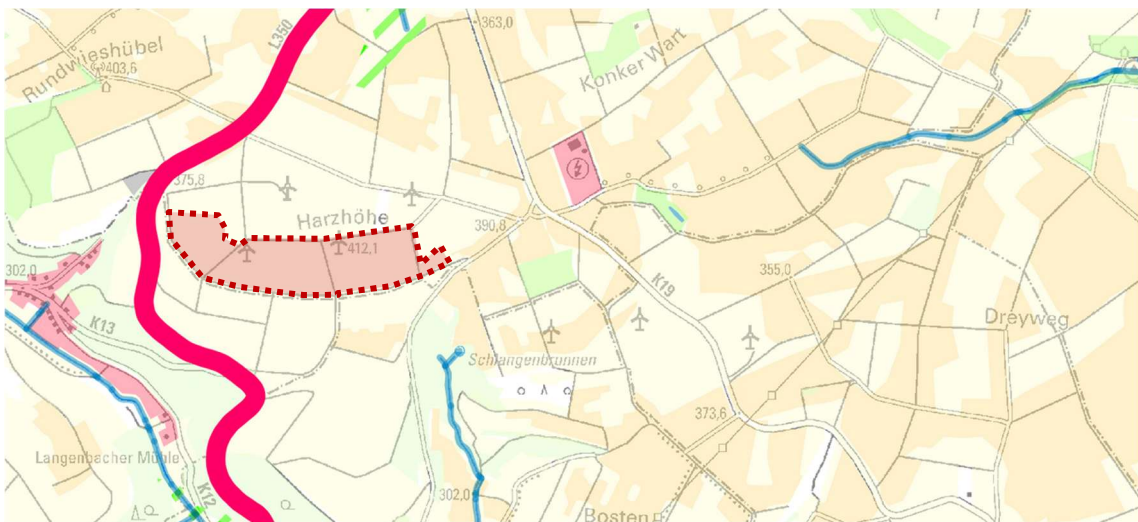 L350
363,0
Konker Wart
Rundwieshübel
403,6
375,8
Harzhöhe
390,8
412,1
302,0
K19
355,0
Dreyweg
K13
Schlangenbrunnen
373,6
Langenbacher Mühle
K12
302,0
Bosten